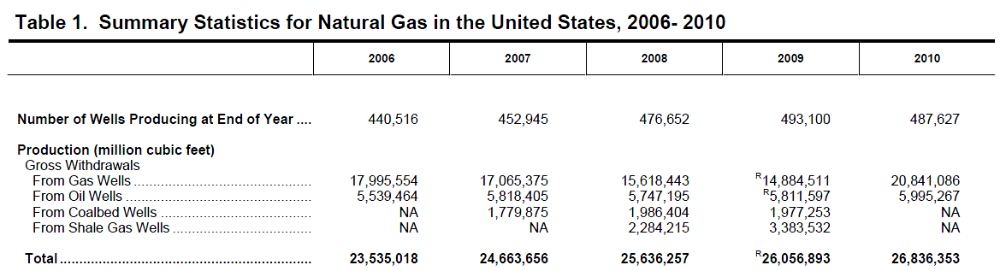 Table 1. Summary Statistics for Natural Gas in the United States, 2006- 2010
2006 2007 2008 2009 2010
Number of Wells Producing at End of Year .... 440,516 452,945 476,652 493,100 487,627
Production (million cubic feet)
Gross Withdrawals
From Gas Wells ............................................... 17,995,554 17,065,375 15,618,443 R14,884,511 20,841,086
From Oil Wells ................................................. 5,539,464 5,818,405 5,747,195 R5,811,597 5,995,267
From Coalbed Wells ........................................ NA 1,779,875 1,986,404 1,977,253 NA
From Shale Gas Wells ..................................... NA NA 2,284,215 3,383,532 NA
Total .................................................................. 23,535,018 24,663,656 25,636,257 R26,056,893 26,836,353